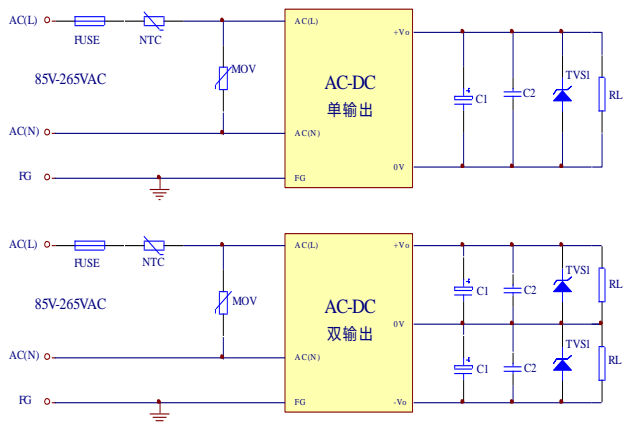 AC(L)
FUSE
NTC
MOV
85V-265VAC
AC(N)
FG
AC(L)
+Vo
AC-DC
单输出
AC(N)
0V
FG
C1
C2
TVS1
RL
AC(L)
FUSE
NTC
MOV
85V-265VAC
AC(N)
FG
AC(L)
+Vo
AC-DC
0V
双输出
AC(N)
FG
-Vo
C1
C2
TVS1
RL
C1
C2
TVS1
RL